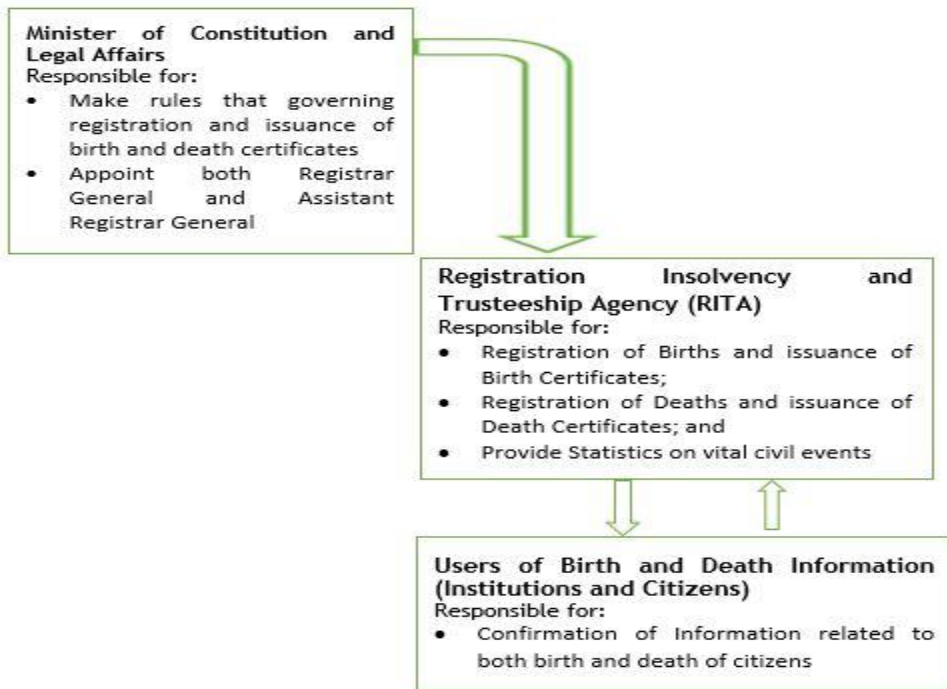 Minister of Constitution and
Legal Affairs
Responsible for:
• Make rules that governing
registration and issuance of
birth and death certificates
• Appoint both Registrar
General and Assistant
Registrar General
Registration Insolvency and
Trusteeship Agency (RITA)
Responsible for:
• Registration of Births and issuance of
Birth Certificates;
• Registration of Deaths and issuance of
Death Certificates; and
• Provide Statistics on vital civil events
Users of Birth and Death Information
(Institutions and Citizens)
Responsible for:
• Confirmation of Information related to
both birth and death of citizens